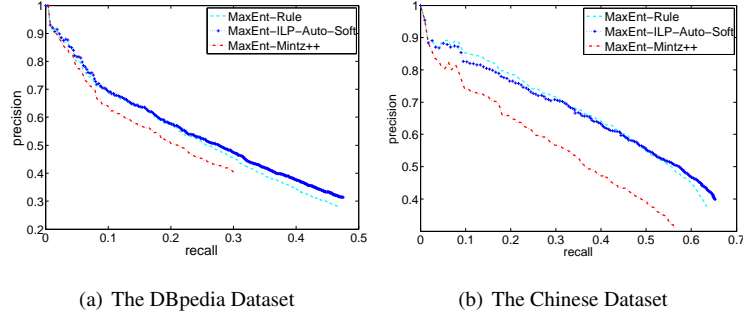 MaxEnt−Rule
MaxEnt−ILP−Auto−Soft
MaxEnt−Mintz++
precision
1
0.9
0.8
0.7
0.6
0.5
0.4
0.3
0.2
0 0.1 0.2 0.3 0.4 0.5
recall
(a) The DBpedia Dataset
MaxEnt−Rule
MaxEnt−ILP−Auto−Soft
MaxEnt−Mintz++
precision
1
0.9
0.8
0.7
0.6
0.5
0.4
0 0.1 0.2 0.3 0.4 0.5 0.6 0.7
recall
(b) The Chinese Dataset